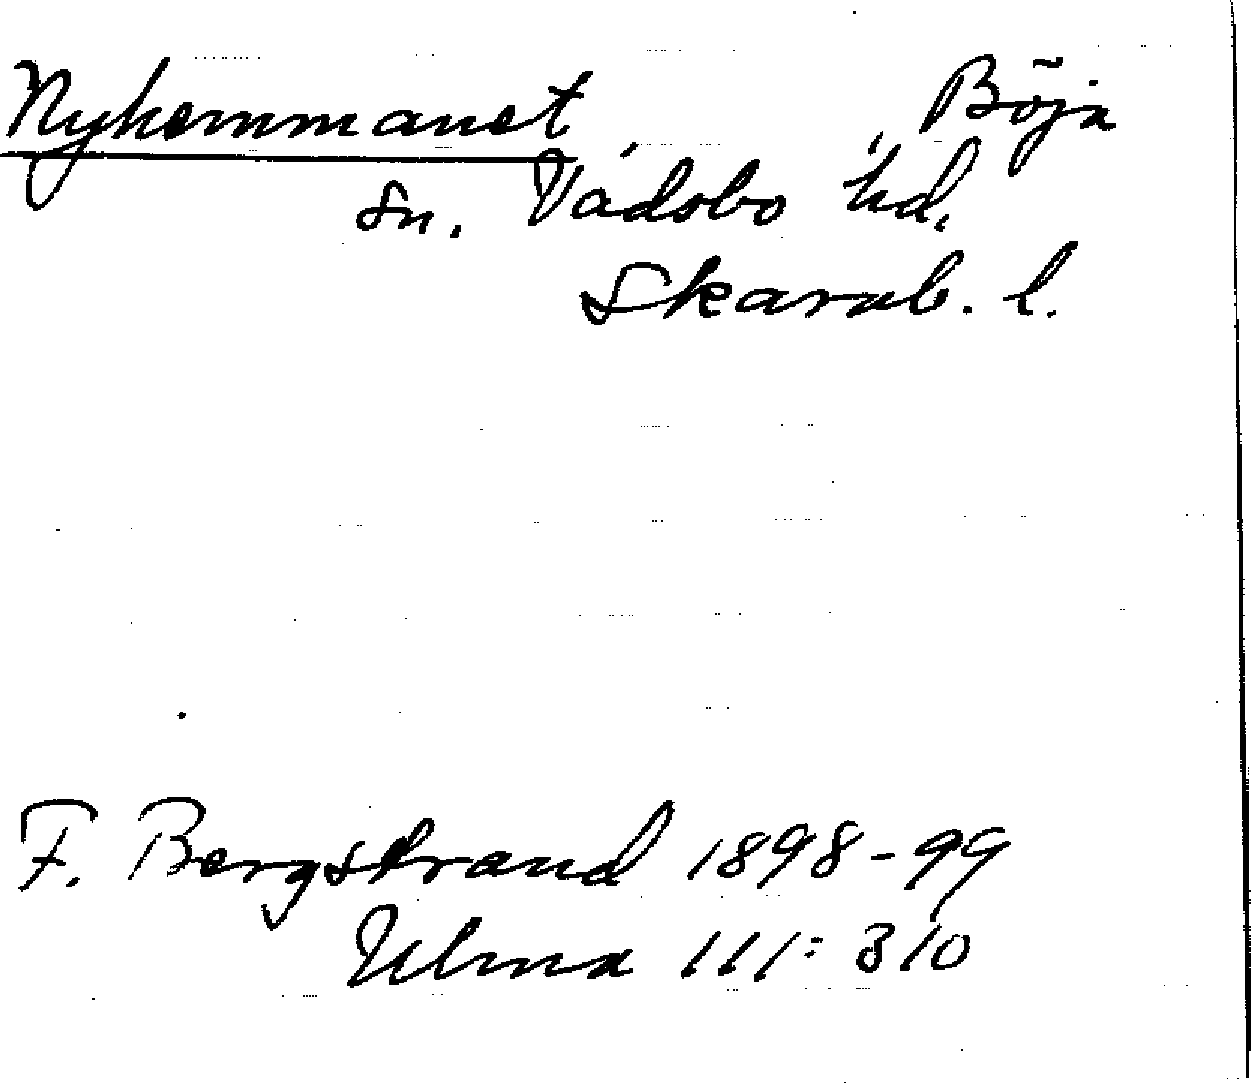 Nyhemmanet Böja
sn. Vadsbo hd.
Skarab. l.
F. Bergstrand 1898-99
Ulma 111:310